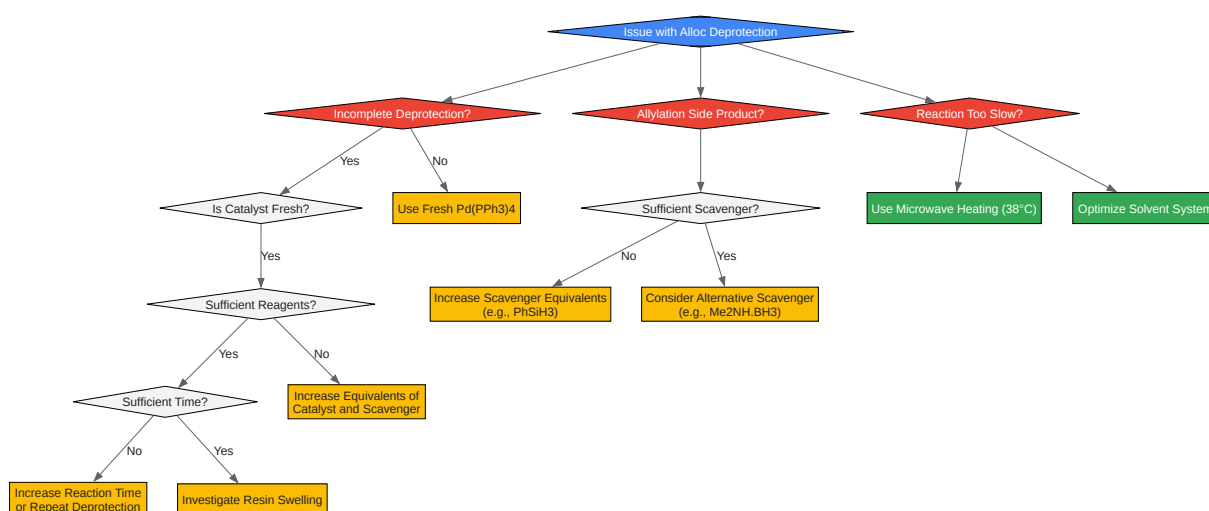 Issue with Alloc Deprotection
Incomplete Deprotection?
Allylation Side Product?
Reaction Too Slow?
Yes
No
Is Catalyst Fresh?
Use Fresh Pd(PPh3)4
Sufficient Scavenger?
Use Microwave Heating (38°C)
Optimize Solvent System
Yes
No
Yes
Sufficient Reagents?
Increase Scavenger Equivalents
(e.g., PhSiH3)
Consider Alternative Scavenger
(e.g., Me2NH.BH3)
Yes
No
Sufficient Time?
Increase Equivalents of
Catalyst and Scavenger
No
Yes
Increase Reaction Time
or Repeat Deprotection
Investigate Resin Swelling